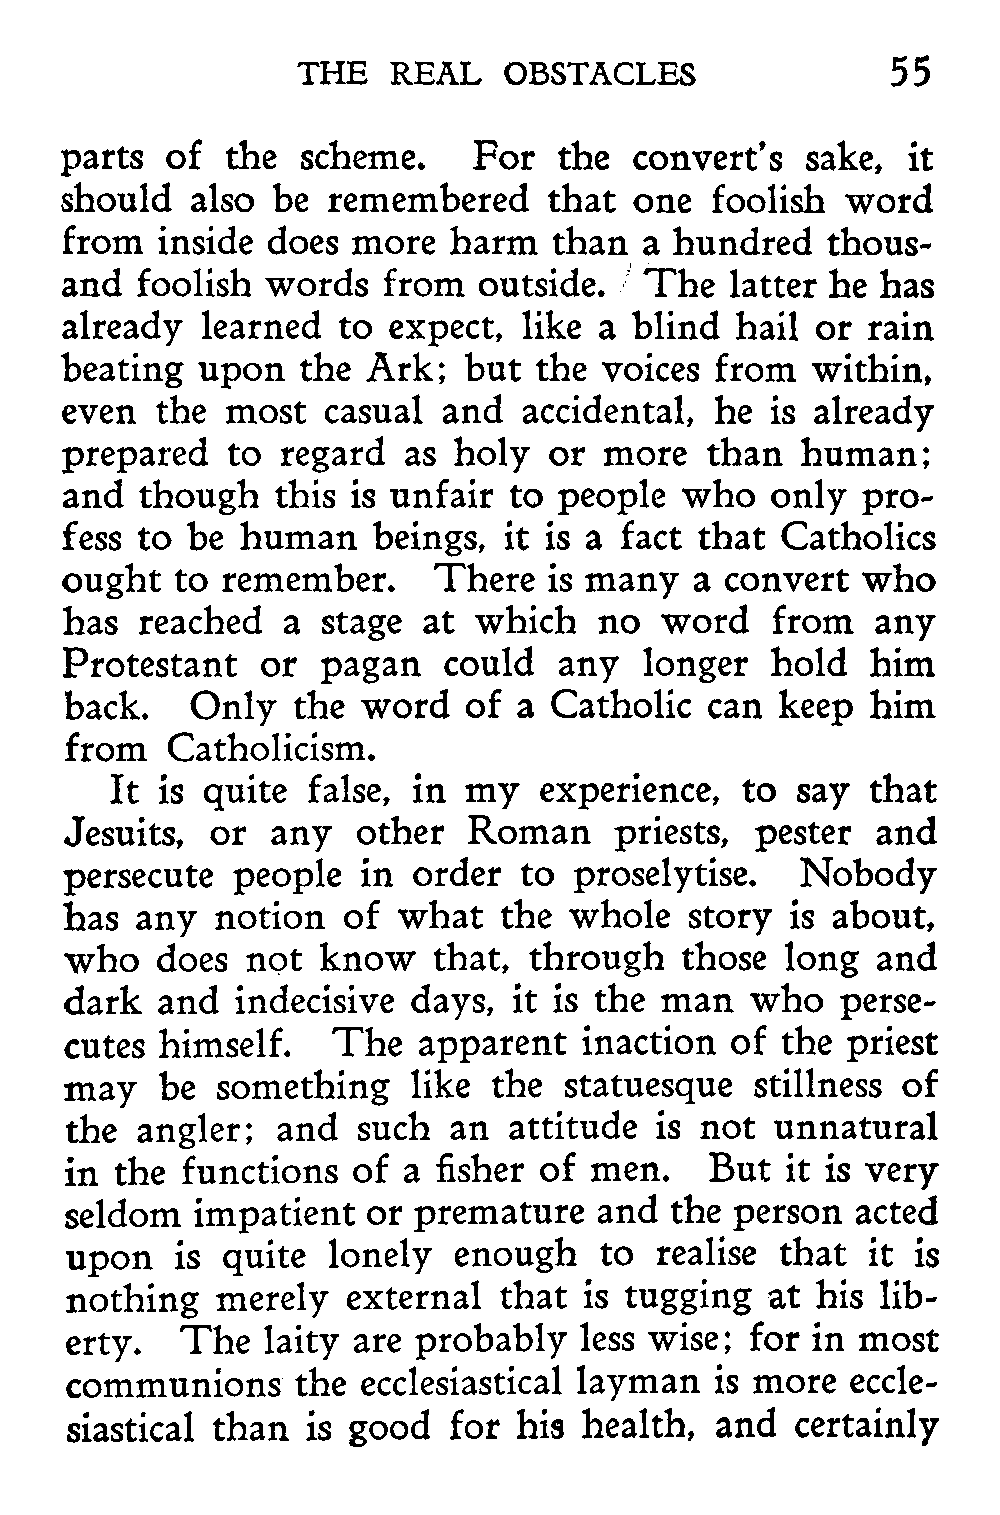 THE REAL OBSTACLES 55
parts of the scheme. For the convert's sake, it
should also be remembered that one foolish word
from inside does more harm than a hundred thous-
and foolish words from outside. The latter he has
already learned to expect, like a blind hail or rain
beating upon the Ark; but the voices from within,
even the most casual and accidental, he is already
prepared to regard as holy or more than human;
and though this is unfair to people who only pro-
fess to be human beings, it is a fact that Catholics
ought to remember. There is many a convert who
has reached a stage at which no word from any
Protestant or pagan could any longer hold him
back. Only the word of a Catholic can keep him
from Catholicism.
It is quite false, in my experience, to say that
Jesuits, or any other Roman priests, pester and
persecute people in order to proselytise. Nobody
has any notion of what the whole story is about,
who does not know that, through those long and
dark and indecisive days, it is the man who perse-
cutes himself. The apparent inaction of the priest
may be something like the statuesque stillness of
the angler; and such an attitude is not unnatural
in the functions of a fisher of men. But it is very
seldom impatient or premature and the person acted
upon is quite lonely enough to realise that it is
nothing merely external that is tugging at his lib-
erty. The laity are probably less wise; for in most
communions the ecclesiastical layman is more eccle-
siastical than is good for his health, and certainly